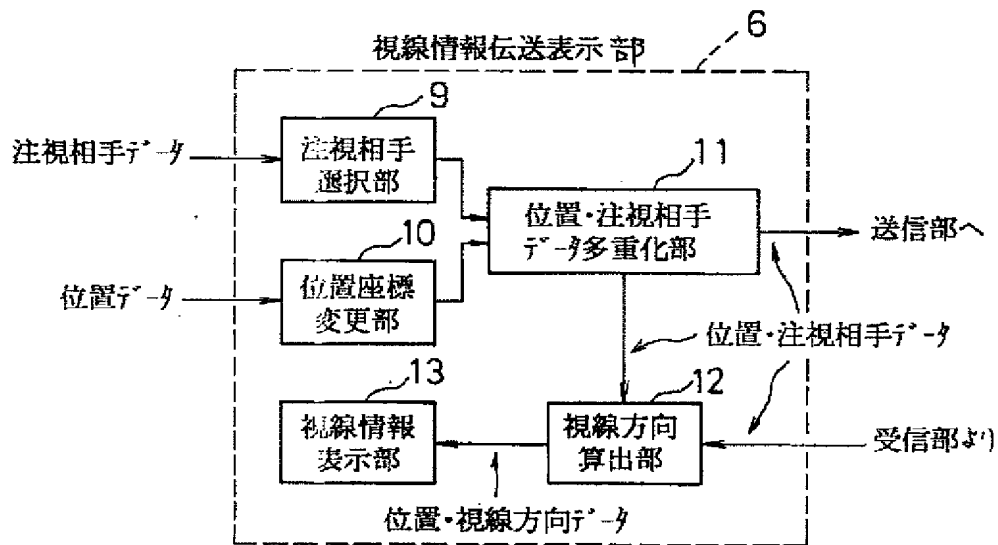 6
視線情報伝送表示部
9
注視相手データ
注視相手
選択部
11
位置・注視相手
データ多重化部
送信部へ
10
位置データ
位置座標
変更部
位置・注視相手データ
13
視線情報
表示部
12
視線方向
算出部
受信部より
位置・視線方向データ